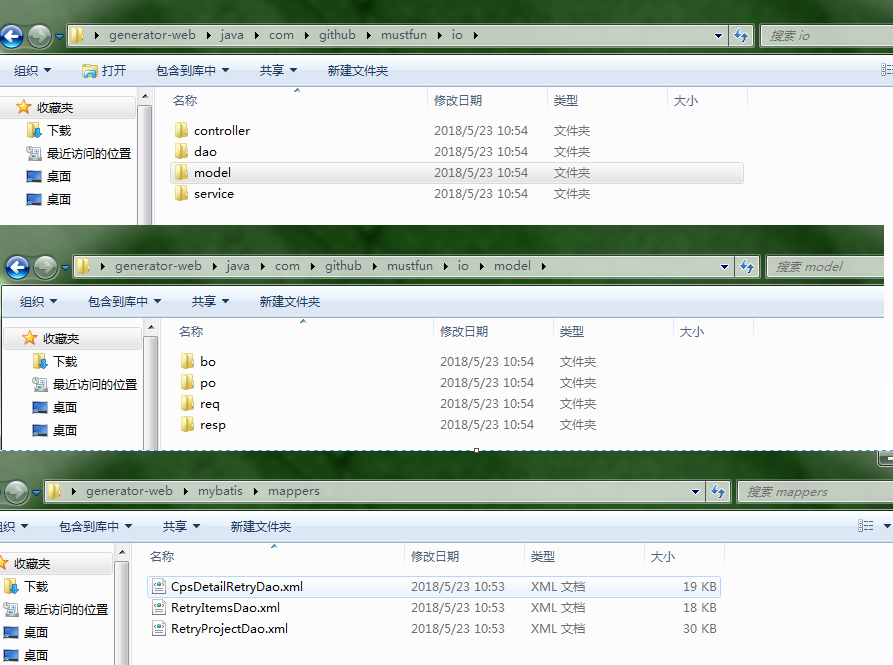 generator-web java com github mustfun io 搜索 io
组织 打开 包含到库中 共享 新建文件夹
收藏夹
下载
最近访问的位置
桌面
桌面
名称 修改日期 类型 大小
controller 2018/5/23 10:54 文件夹
dao 2018/5/23 10:54 文件夹
model 2018/5/23 10:54 文件夹
service 2018/5/23 10:54 文件夹
generator-web java com github mustfun io model 搜索 model
组织 包含到库中 共享 新建文件夹
收藏夹
下载
最近访问的位置
桌面
桌面
名称 修改日期 类型 大小
bo 2018/5/23 10:54 文件夹
po 2018/5/23 10:54 文件夹
req 2018/5/23 10:54 文件夹
resp 2018/5/23 10:54 文件夹
generator-web mybatis mappers 搜索 mappers
组织 包含到库中 共享 新建文件夹
收藏夹
下载
最近访问的位置
桌面
桌面
名称 修改日期 类型 大小
CpsDetailRetryDao.xml 2018/5/23 10:53 XML 文档 19 KB
RetryItemsDao.xml 2018/5/23 10:53 XML 文档 18 KB
RetryProjectDao.xml 2018/5/23 10:53 XML 文档 30 KB